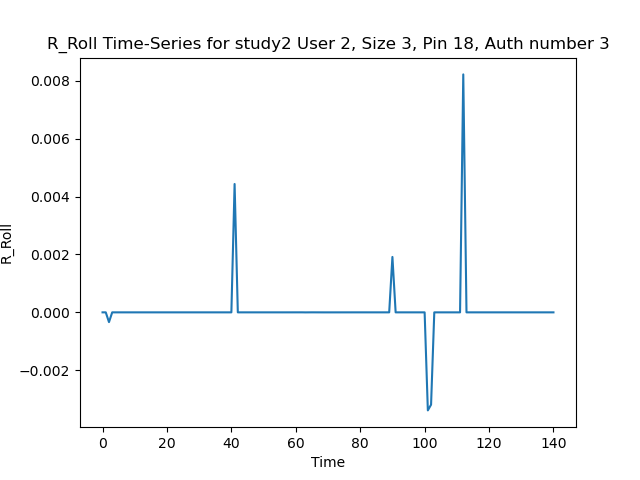 R_Roll Time-Series for study2 User 2, Size 3, Pin 18, Auth number 3
0.008
0.006
0.004
0.002
0.000
−0.002
R_Roll
0 20 40 60 80 100 120 140
Time